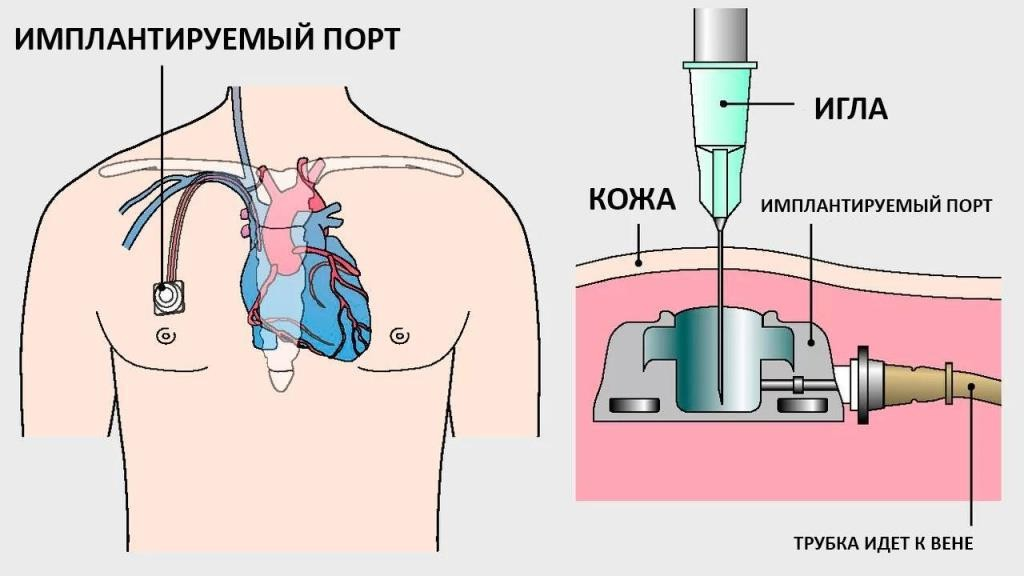 ИМПЛАНТИРУЕМЫЙ ПОРТ
ИГЛА
КОЖА
ИМПЛАНТИРУЕМЫЙ ПОРТ
ТРУБКА ИДЕТ К ВЕНЕ